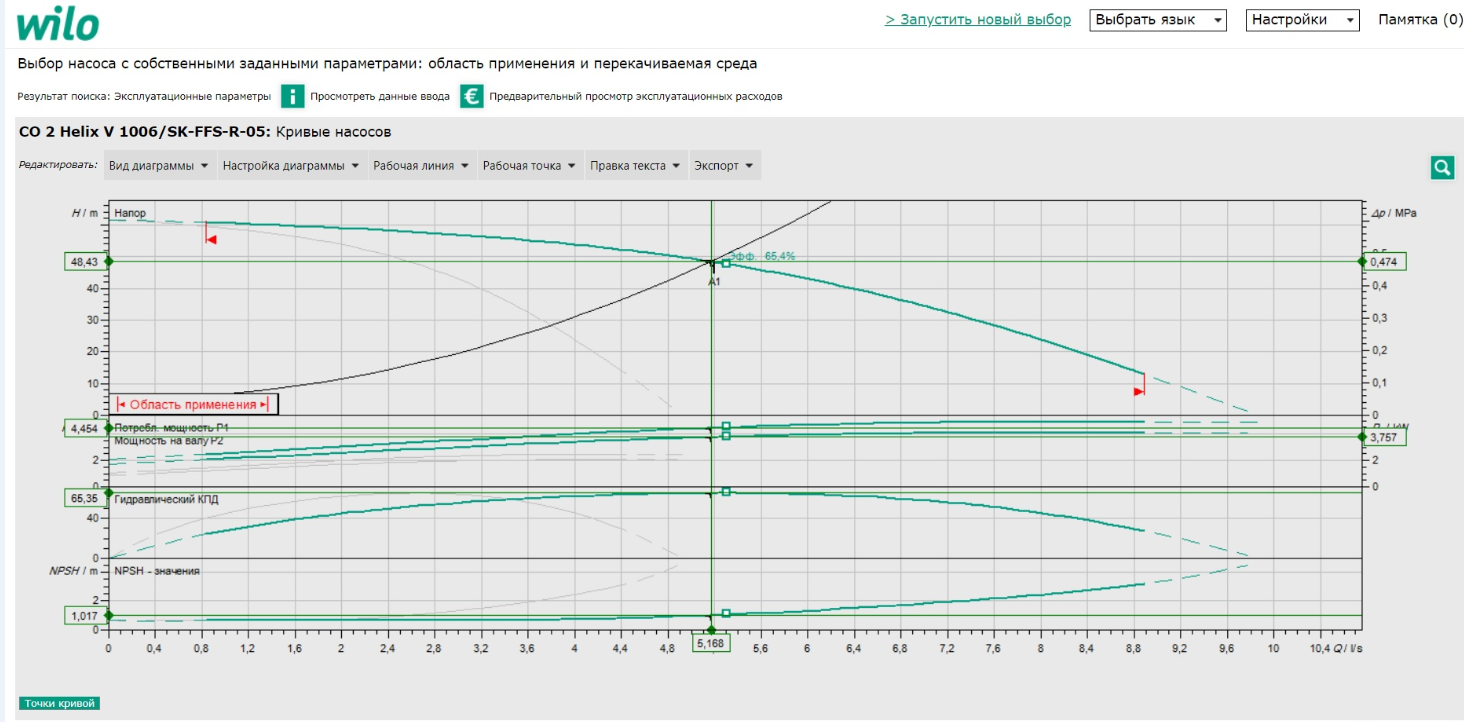 wilo
> Запустить новый выбор Выбрать язык Настройки Памятка (0)
Выбор насоса с собственными заданными параметрами: область применения и перекачиваемая среда
Результат поиска: Эксплуатационные параметры i Просмотреть данные ввода € Предварительный просмотр эксплуатационных расходов
CO 2 Helix V 1006/SK-FFS-R-05: Кривые насосов
Редактировать: Вид диаграммы Настройка диаграммы Рабочая линия Рабочая точка Правка текста Экспорт
H / m Напор Δp / MPa
Эфф. 65,4%
48,43 0,474
A1
40 0,4
30 0,3
20 0,2
10 0,1
Область применения
0 0
4,454 Потребл. мощность P1
Мощность на валу P2 3,757
2 2
0 0
65,35 Гидравлический КПД
40
0
NPSH / m NPSH - значения
2
1,017
0
5,168
0 0,4 0,8 1,2 1,6 2 2,4 2,8 3,2 3,6 4 4,4 4,8 5,6 6 6,4 6,8 7,2 7,6 8 8,4 8,8 9,2 9,6 10 10,4 Q / l/s
Точки кривой